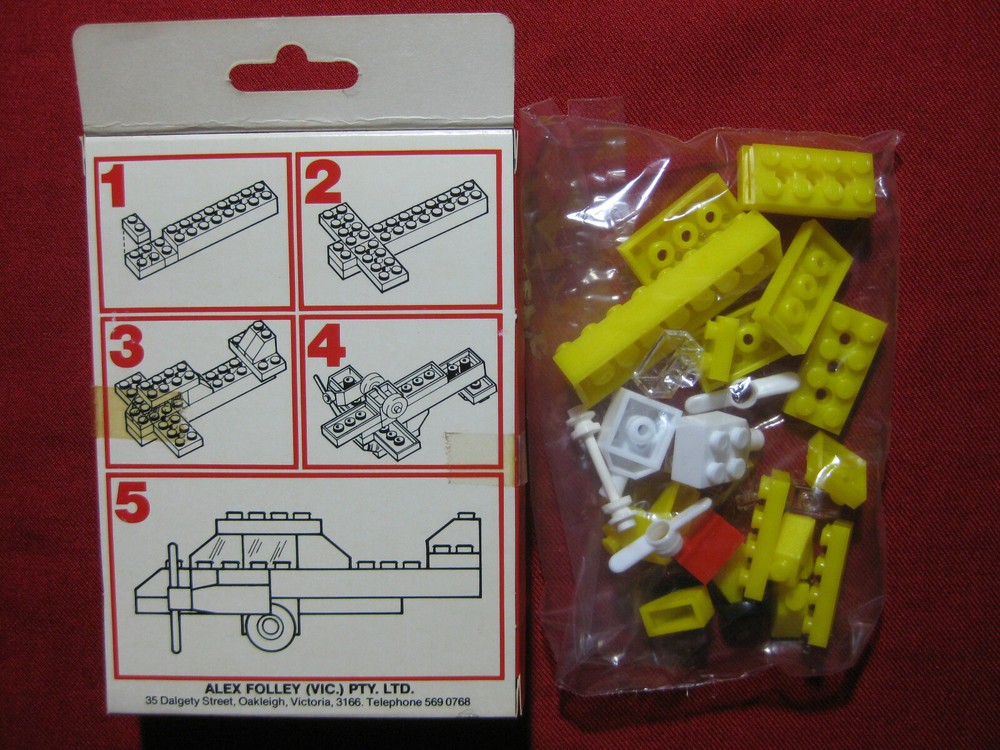 1
2
3
4
5
ALEX FOLLEY (VIC.) PTY. LTD.
35 Dalgety Street, Oakleigh, Victoria, 3166. Telephone 569 0768